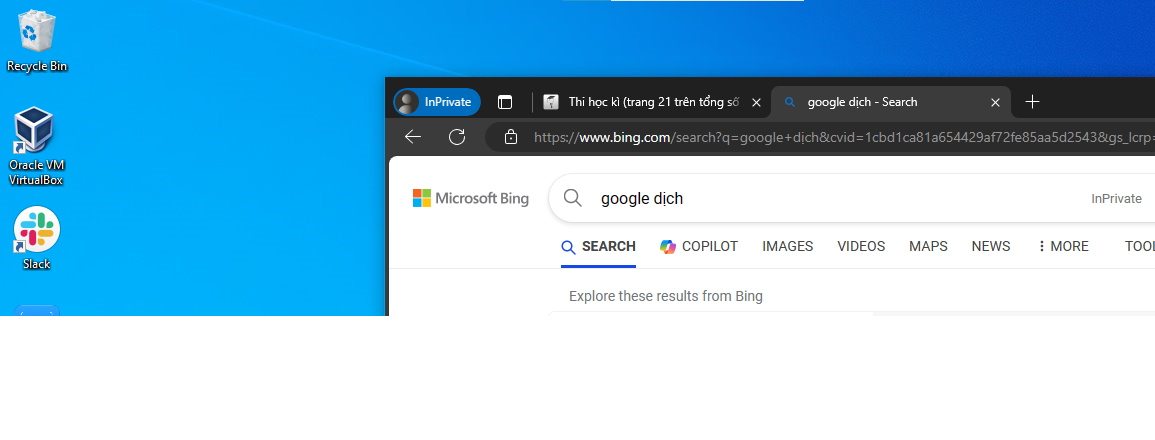 Recycle Bin
Oracle VM
VirtualBox
Slack
InPrivate
Thi học kì (trang 21 trên tổng số
google dịch - Search
https://www.bing.com/search?q=google+dịch&cvid=1cbd1ca81a654429af72fe85aa5d2543&gs_lcrp=
Microsoft Bing
google dịch
InPrivate
SEARCH
COPILOT
IMAGES
VIDEOS
MAPS
NEWS
MORE
TOOL
Explore these results from Bing